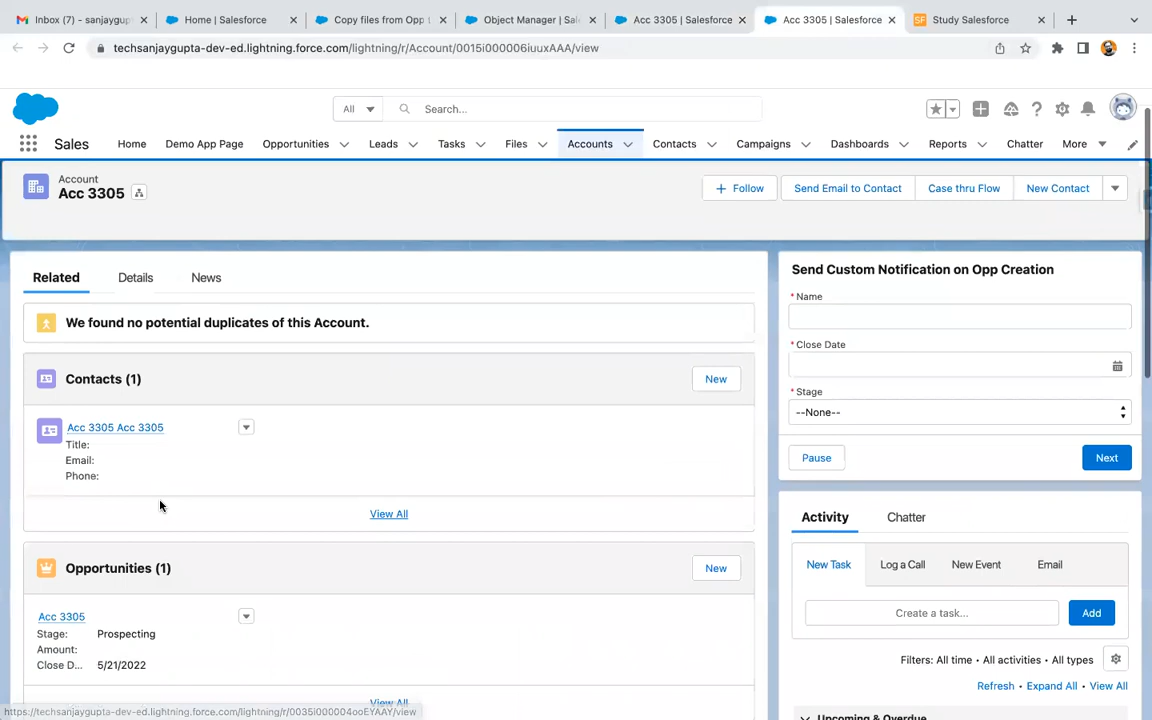 Inbox (7) - sanjaygupt
Home | Salesforce
Copy files from Opp t
Object Manager | Sal
Acc 3305 | Salesforce
Acc 3305 | Salesforce
SF Study Salesforce
techsanjaygupta-dev-ed.lightning.force.com/lightning/r/Account/0015i000006iuuxAAA/view
All
Search...
Sales
Home
Demo App Page
Opportunities
Leads
Tasks
Files
Accounts
Contacts
Campaigns
Dashboards
Reports
Chatter
More
Account
Acc 3305
+ Follow
Send Email to Contact
Case thru Flow
New Contact
Related
Details
News
We found no potential duplicates of this Account.
Contacts (1)
New
Acc 3305 Acc 3305
Title:
Email:
Phone:
View All
Opportunities (1)
New
Acc 3305
Stage: Prospecting
Amount:
Close D... 5/21/2022
View All
Send Custom Notification on Opp Creation
* Name
* Close Date
* Stage
--None--
Pause
Next
Activity
Chatter
New Task
Log a Call
New Event
Email
Create a task...
Add
Filters: All time • All activities • All types
Refresh • Expand All • View All
Upcoming & Overdue
https://techsanjaygupta-dev-ed.lightning.force.com/lightning/r/0035i000004ooEYAAY/view